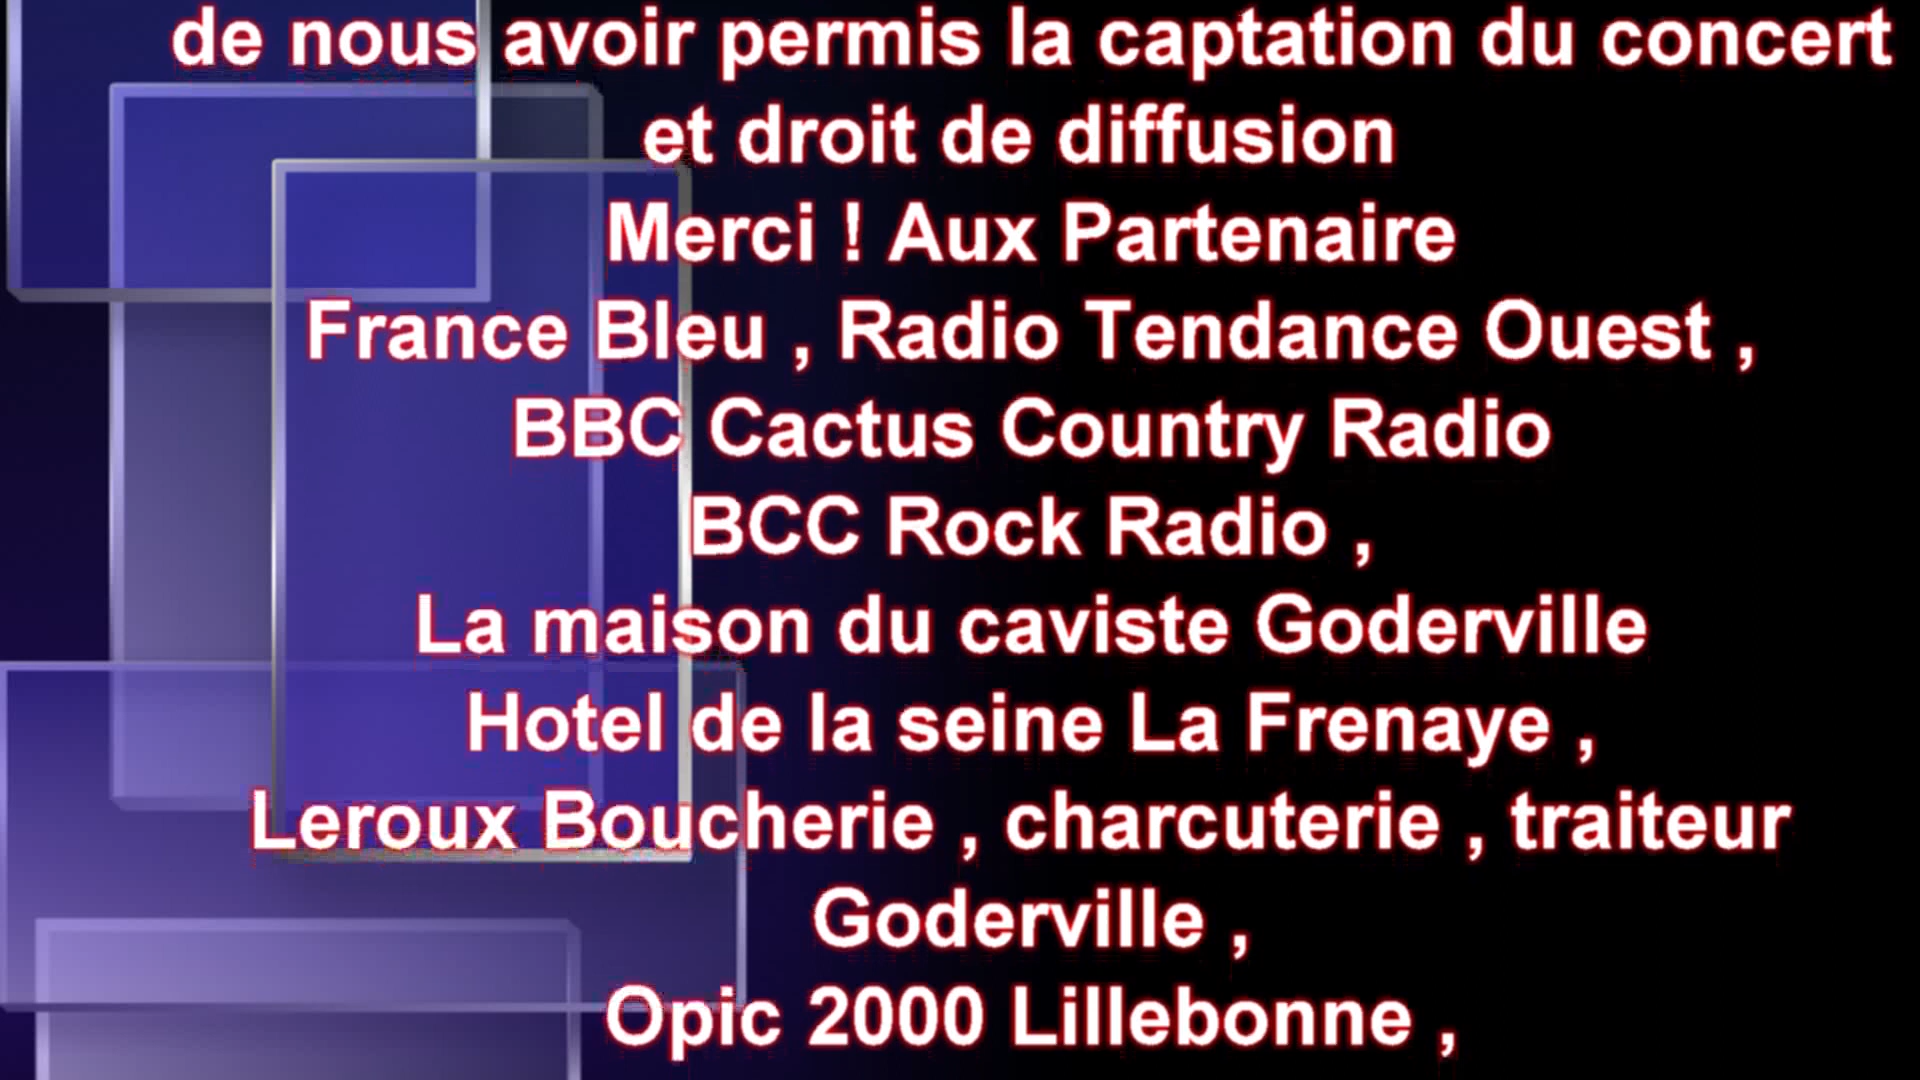 de nous avoir permis la captation du concert
et droit de diffusion
Merci ! Aux Partenaire
France Bleu , Radio Tendance Ouest ,
BBC Cactus Country Radio
BCC Rock Radio ,
La maison du caviste Goderville
Hotel de la seine La Frenaye ,
Leroux Boucherie , charcuterie , traiteur
Goderville ,
Opic 2000 Lillebonne ,